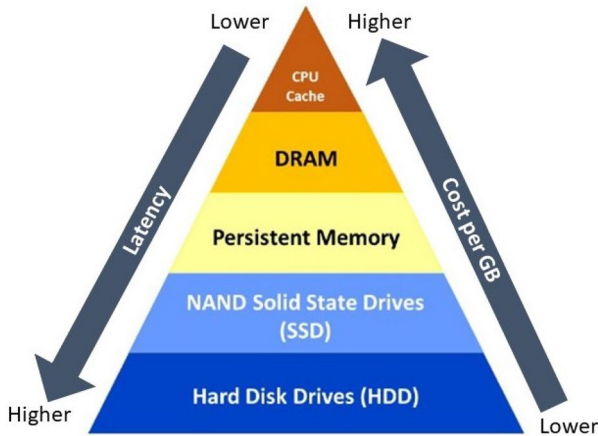 Lower
Higher
CPU
Cache
DRAM
Latency
Cost per GB
Persistent Memory
NAND Solid State Drives
(SSD)
Hard Disk Drives (HDD)
Higher
Lower